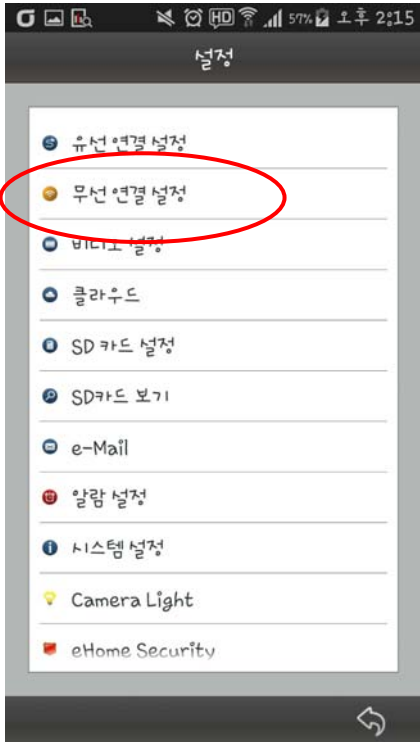 HD 57% 오후 2:15
설정
유선 연결 설정
무선 연결 설정
비디오 설정
클라우드
SD 카드 설정
SD카드 보기
e-Mail
알람 설정
시스템 설정
Camera Light
eHome Security